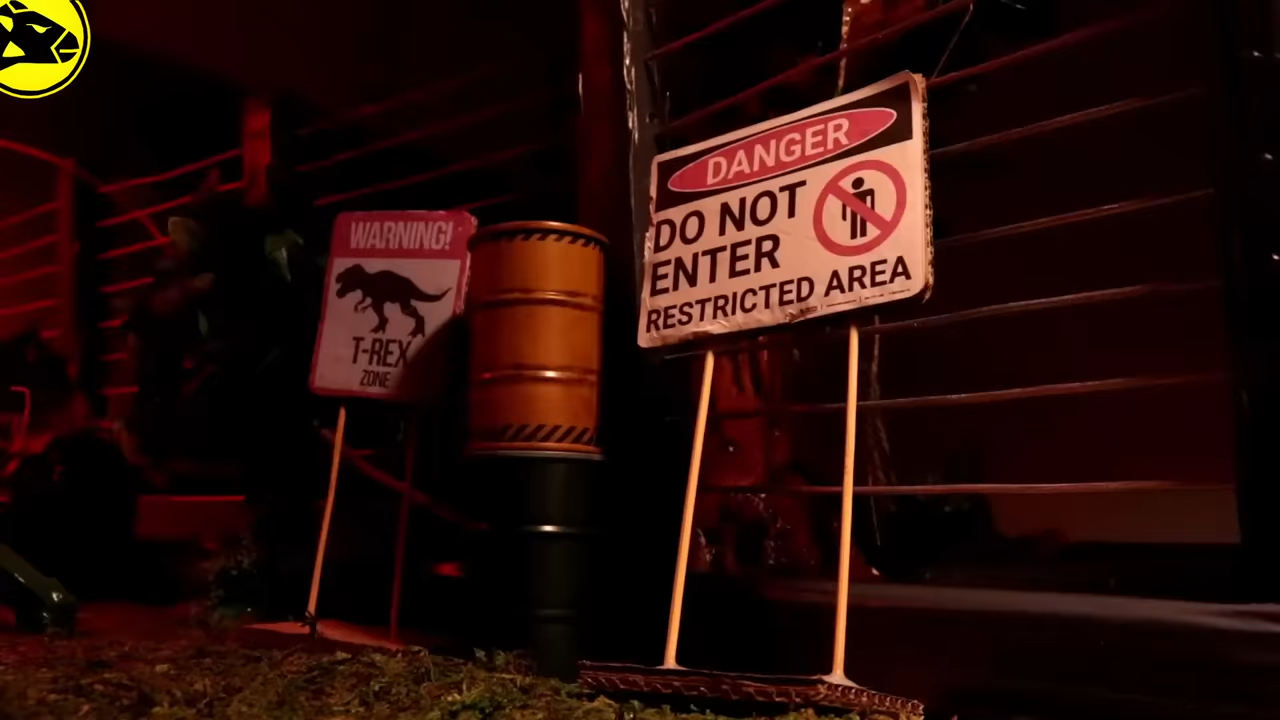 WARNING!
T-REX
ZONE
DANGER
DO NOT
ENTER
RESTRICTED AREA